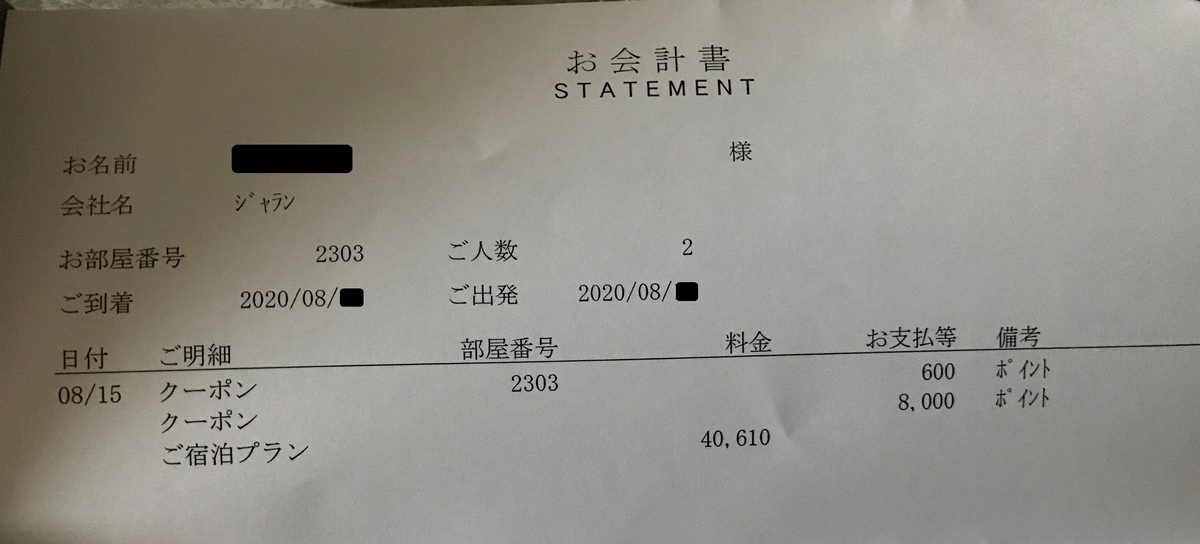 お会計書
STATEMENT
お名前 様
会社名 ジャラン
お部屋番号 2303 ご人数 2
ご到着 2020/08/ ご出発 2020/08/
日付 ご明細 部屋番号 料金 お支払等 備考
08/15 クーポン 2303 600 ポイント
クーポン 8,000 ポイント
ご宿泊プラン 40,610